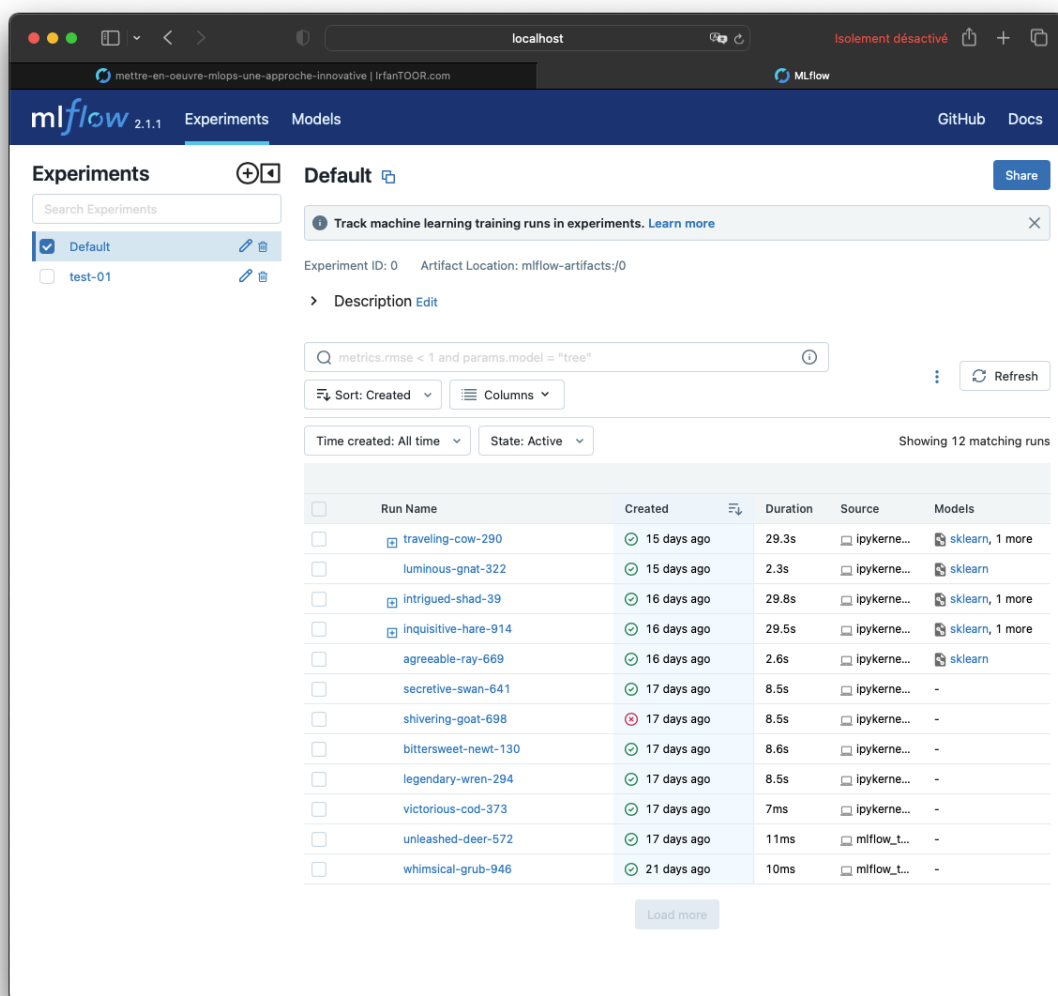 localhost
Isolement désactivé
mettre-en-oeuvre-mlops-une-approche-innovative | IrfanTOOR.com
MLflow
mlflow 2.1.1 Experiments Models GitHub Docs
Experiments
Search Experiments
Default
test-01
Default
Share
Track machine learning training runs in experiments. Learn more
Experiment ID: 0 Artifact Location: mlflow-artifacts:/0
Description Edit
metrics.rmse < 1 and params.model = "tree"
Refresh
Sort: Created Columns
Time created: All time State: Active Showing 12 matching runs
Run Name Created Duration Source Models
traveling-cow-290 15 days ago 29.3s ipykerne... sklearn, 1 more
luminous-gnat-322 15 days ago 2.3s ipykerne... sklearn
intrigued-shad-39 16 days ago 29.8s ipykerne... sklearn, 1 more
inquisitive-hare-914 16 days ago 29.5s ipykerne... sklearn, 1 more
agreeable-ray-669 16 days ago 2.6s ipykerne... sklearn
secretive-swan-641 17 days ago 8.5s ipykerne... -
shivering-goat-698 17 days ago 8.5s ipykerne... -
bittersweet-newt-130 17 days ago 8.6s ipykerne... -
legendary-wren-294 17 days ago 8.5s ipykerne... -
victorious-cod-373 17 days ago 7ms ipykerne... -
unleashed-deer-572 17 days ago 11ms mlflow_t... -
whimsical-grub-946 21 days ago 10ms mlflow_t... -
Load more